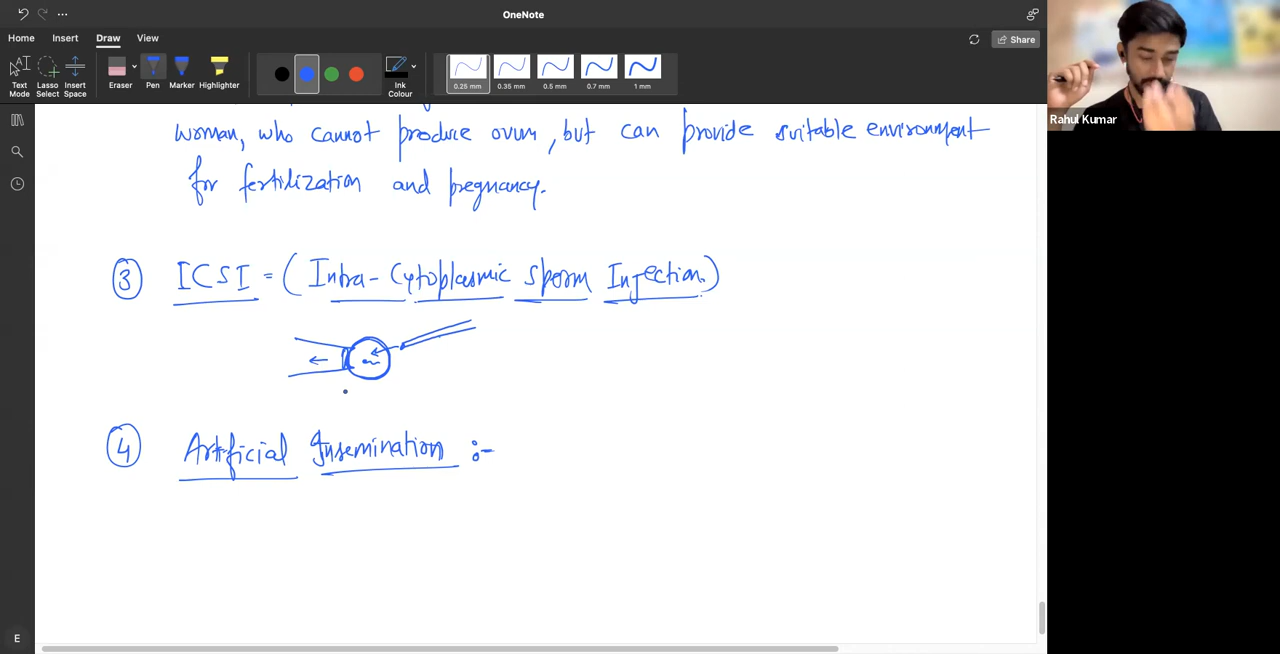 OneNote
Home Insert Draw View
Share
Text Mode
Lasso Select
Insert Space
Eraser
Pen
Marker
Highlighter
Ink Colour
0.25 mm
0.35 mm
0.5 mm
0.7 mm
1 mm
Rahul Kumar
woman, who cannot produce ovum, but can provide suitable environment
for fertilization and pregnancy.
③ ICSI = (Intra-Cytoplasmic Sperm Injection.)
④ Artificial Insemination :-
E